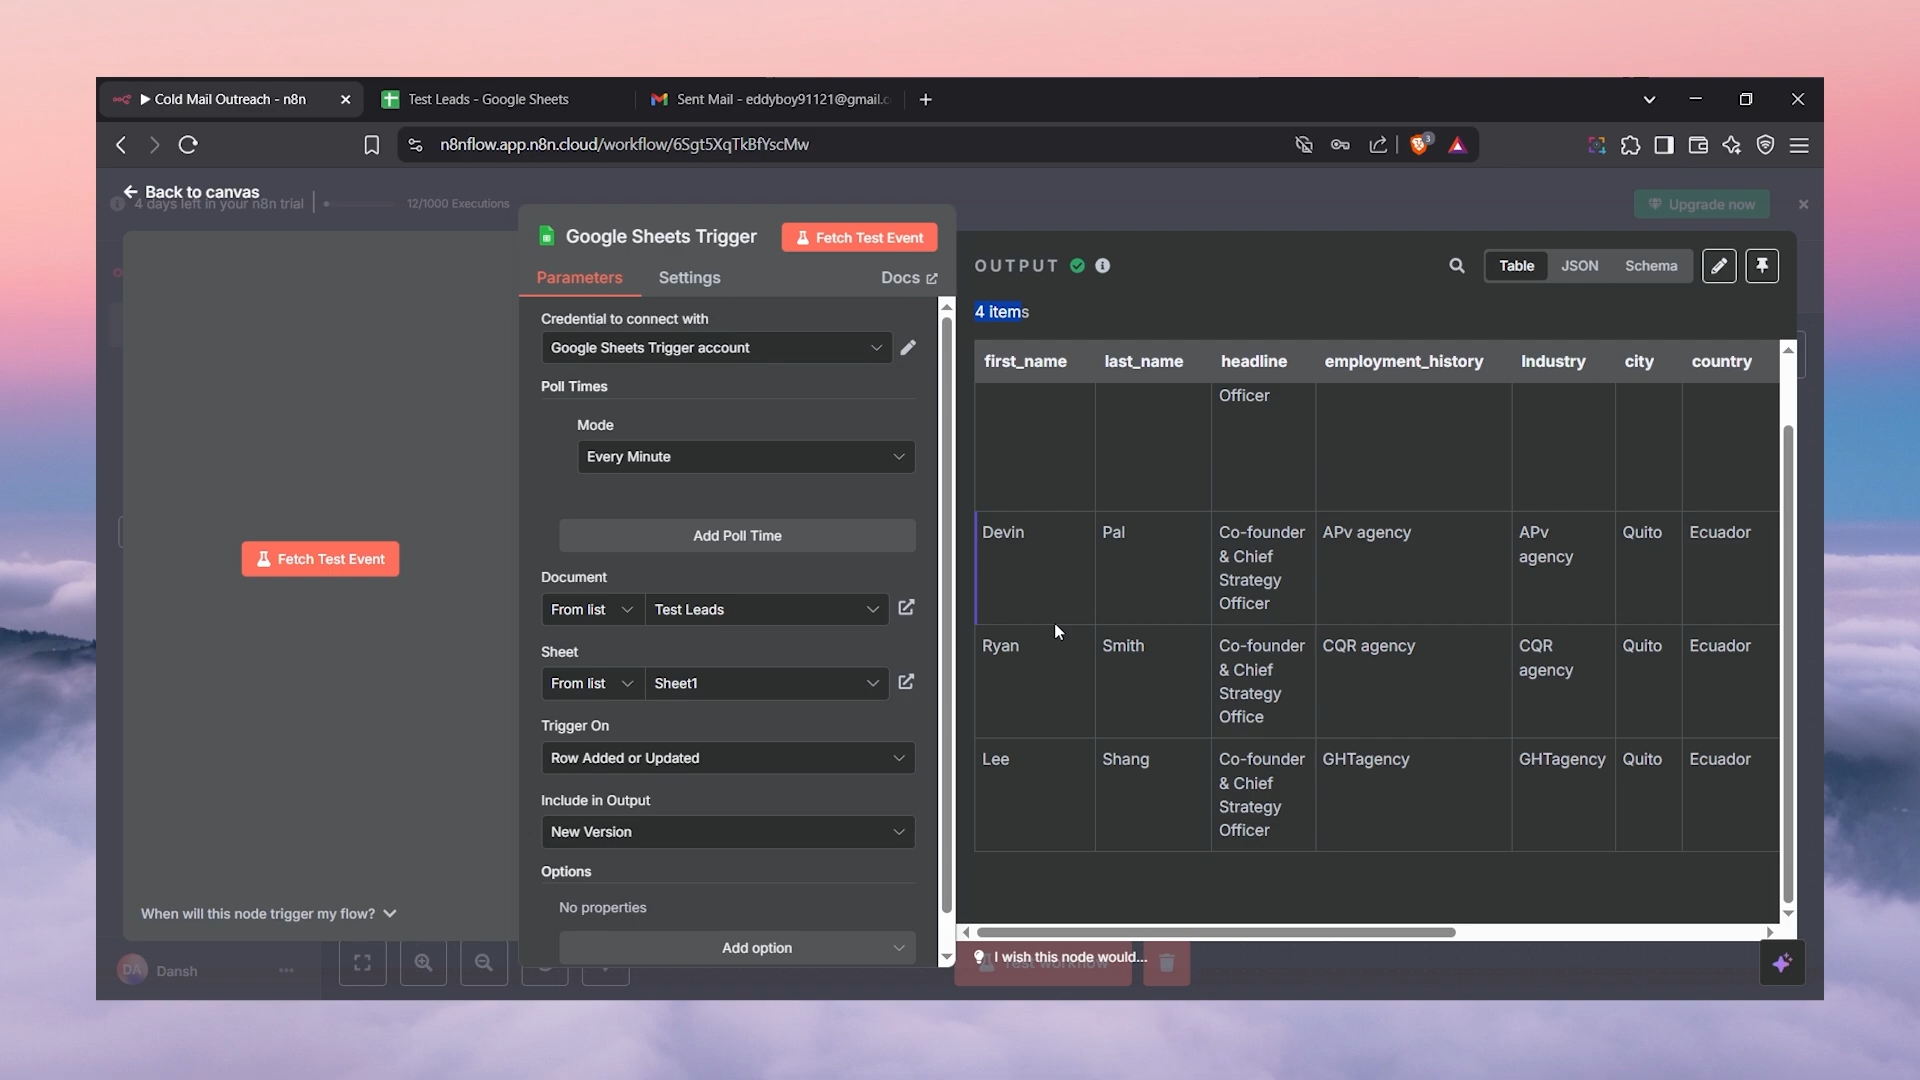 Cold Mail Outreach - n8n
Test Leads - Google Sheets
Sent Mail - eddyboy91121@gmail.c
n8nflow.app.n8n.cloud/workflow/6Sgt5XqTkBfYscMw
3
Back to canvas
4 days left in your n8n trial
12/1000 Executions
Upgrade now
Google Sheets Trigger
Fetch Test Event
Parameters
Settings
Docs
Credential to connect with
Google Sheets Trigger account
Poll Times
Mode
Every Minute
Add Poll Time
Document
From list
Test Leads
Sheet
From list
Sheet1
Trigger On
Row Added or Updated
Include in Output
New Version
Options
No properties
Add option
Fetch Test Event
When will this node trigger my flow?
DA
Dansh
OUTPUT
Table
JSON
Schema
4 items
first_name last_name headline employment_history Industry city country
Officer
Devin Pal Co-founder & Chief Strategy Officer APv agency APv agency Quito Ecuador
Ryan Smith Co-founder & Chief Strategy Office CQR agency CQR agency Quito Ecuador
Lee Shang Co-founder & Chief Strategy Officer GHTagency GHTagency Quito Ecuador
I wish this node would...
Test workflow